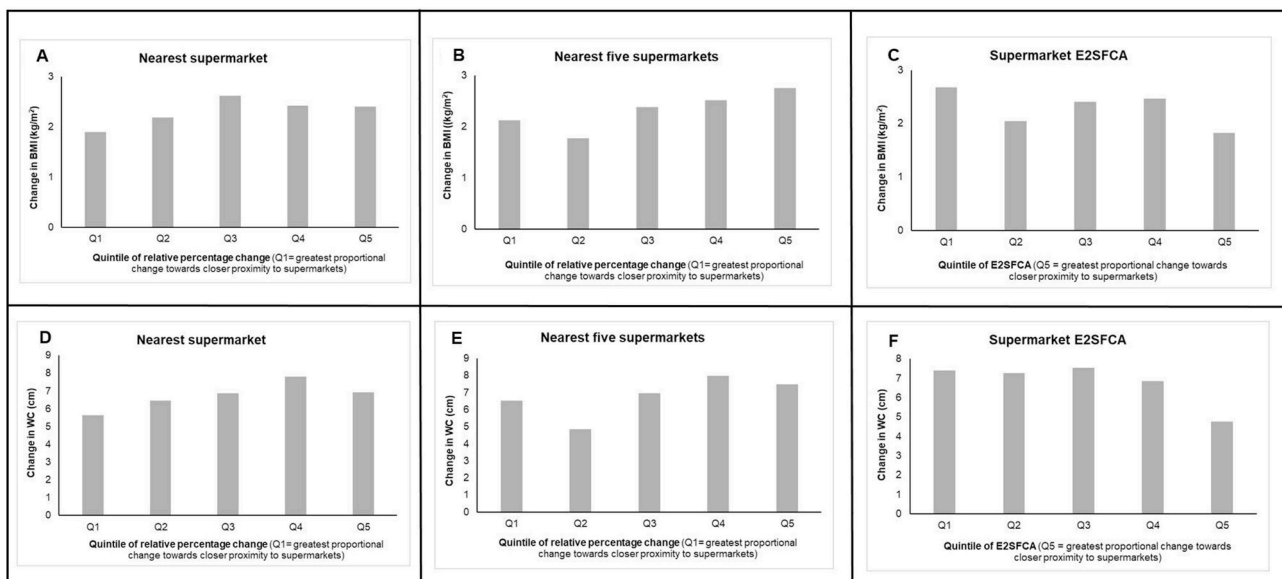 A
Nearest supermarket
Change in BMI (kg/m²)
3
2
1
0
Q1 Q2 Q3 Q4 Q5
Quintile of relative percentage change (Q1= greatest proportional
change towards closer proximity to supermarkets)
B
Nearest five supermarkets
Change in BMI ((kg/m²)
3
2
1
0
Q1 Q2 Q3 Q4 Q5
Quintile of relative percentage change (Q1= greatest proportional
change towards closer proximity to supermarkets)
C
Supermarket E2SFCA
Change in BMI (kg/m²)
3
2
1
0
Q1 Q2 Q3 Q4 Q5
Quintile of E2SFCA (Q5 = greatest proportional change towards
closer proximity to supermarkets)
D
Nearest supermarket
Change in WC (cm)
9
8
7
6
5
4
3
2
1
0
Q1 Q2 Q3 Q4 Q5
Quintile of relative percentage change (Q1= greatest proportional
change towards closer proximity to supermarkets)
E
Nearest five supermarkets
Change in WC (cm)
9
8
7
6
5
4
3
2
1
0
Q1 Q2 Q3 Q4 Q5
Quintile of relative percentage change (Q1= greatest proportional
change towards closer proximity to supermarkets)
F
Supermarket E2SFCA
Change in WC (cm)
8
7
6
5
4
3
2
1
0
Q1 Q2 Q3 Q4 Q5
Quintile of E2SFCA (Q5 = greatest proportional change towards
closer proximity to supermarkets)